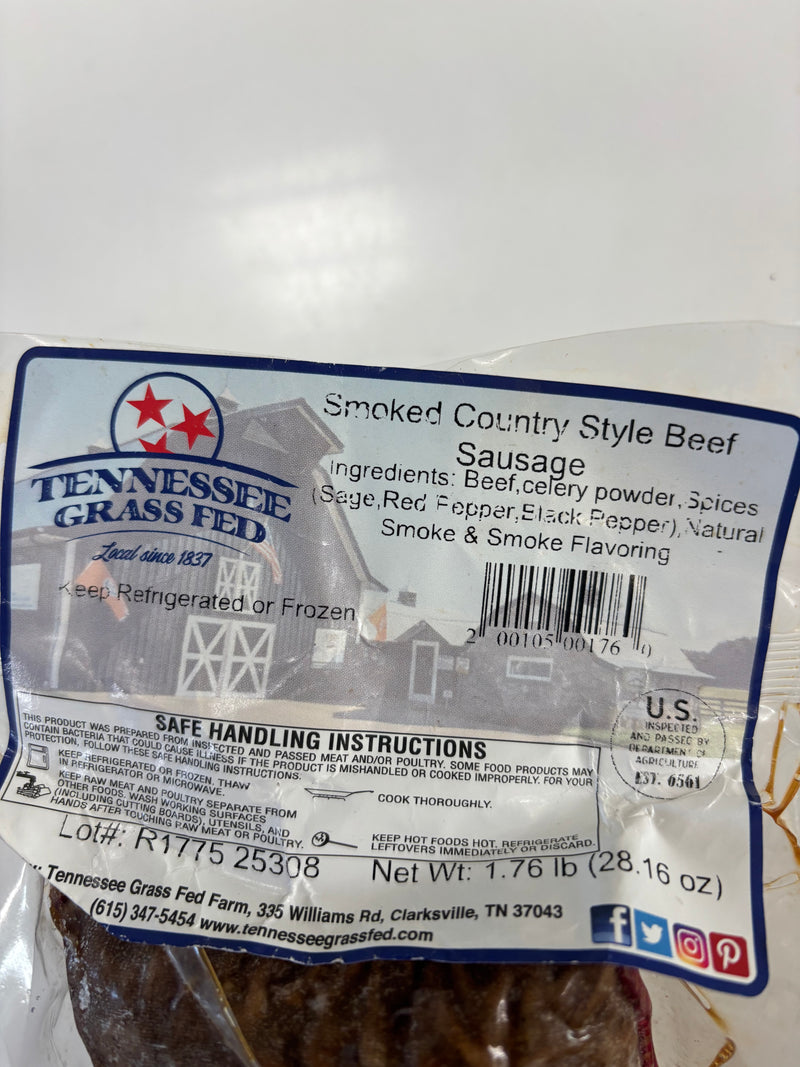 Smoked Country Style Beef
Sausage
Ingredients: Beef,celery powder,Spices
(Sage,Red Pepper,Black Pepper),Natural
Smoke & Smoke Flavoring
TENNESSEE
GRASS FED
Local since 1837
Keep Refrigerated or Frozen
2 00105 00176 0
SAFE HANDLING INSTRUCTIONS
THIS PRODUCT WAS PREPARED FROM INSPECTED AND PASSED MEAT AND/OR POULTRY. SOME FOOD PRODUCTS MAY
CONTAIN BACTERIA THAT COULD CAUSE ILLNESS IF THE PRODUCT IS MISHANDLED OR COOKED IMPROPERLY. FOR YOUR
PROTECTION, FOLLOW THESE SAFE HANDLING INSTRUCTIONS.
KEEP REFRIGERATED OR FROZEN, THAW
IN REFRIGERATOR OR MICROWAVE.
KEEP RAW MEAT AND POULTRY SEPARATE FROM
OTHER FOODS. WASH WORKING SURFACES
(INCLUDING CUTTING BOARDS), UTENSILS, AND
HANDS AFTER TOUCHING RAW MEAT OR POULTRY.
COOK THOROUGHLY.
KEEP HOT FOODS HOT. REFRIGERATE
LEFTOVERS IMMEDIATELY OR DISCARD.
U.S.
INSPECTED
AND PASSED BY
DEPARTMENT OF
AGRICULTURE
EST. 6561
Lot#: R1775 25308
Net Wt: 1.76 lb (28.16 oz)
Tennessee Grass Fed Farm, 335 Williams Rd, Clarksville, TN 37043
(615) 347-5454 www.tennesseegrassfed.com